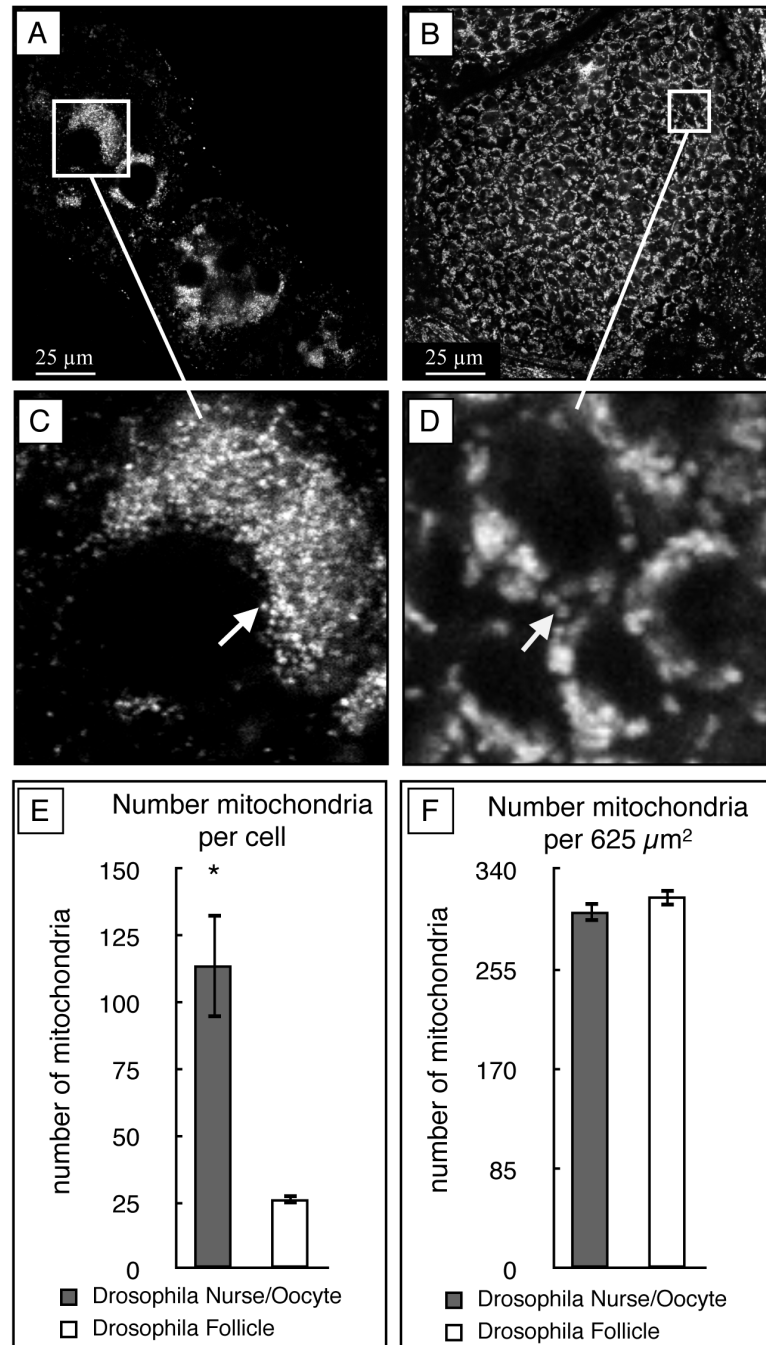 A
B
25 µm
25 µm
C
D
E
Number mitochondria
per cell
number of mitochondria
150
*
125
100
75
50
25
0
Drosophila Nurse/Oocyte
Drosophila Follicle
F
Number mitochondria
per 625 µm²
number of mitochondria
340
255
170
85
0
Drosophila Nurse/Oocyte
Drosophila Follicle